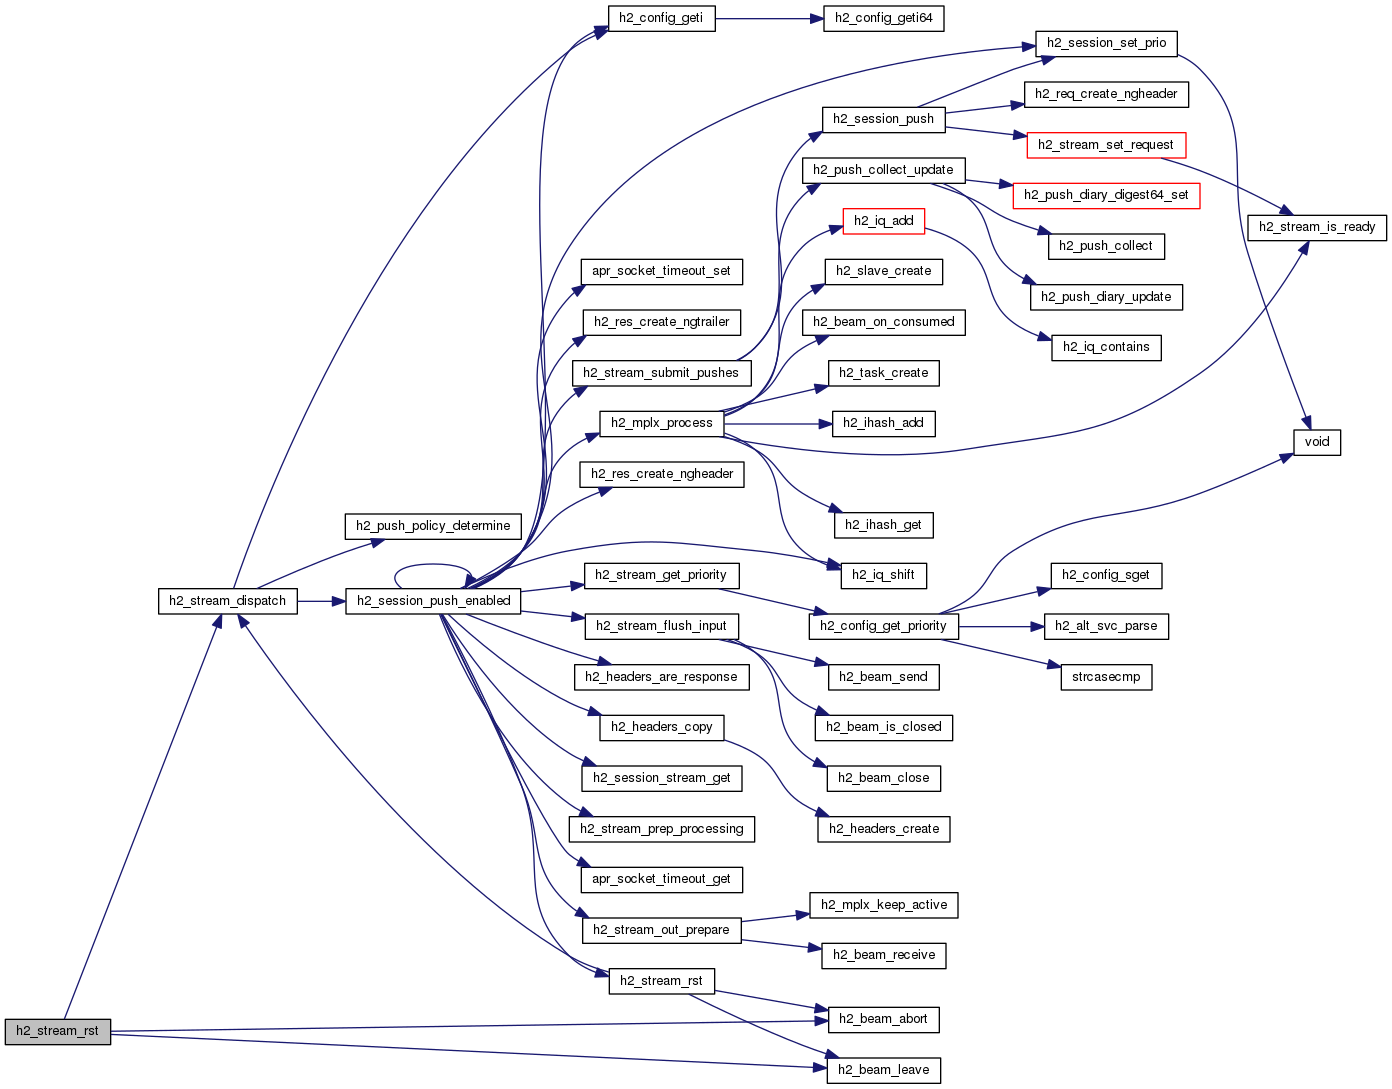 h2_config_geti
h2_config_geti64
h2_session_set_prio
h2_req_create_ngheader
h2_session_push
h2_stream_set_request
h2_push_collect_update
h2_push_diary_digest64_set
h2_iq_add
h2_stream_is_ready
h2_push_collect
apr_socket_timeout_set
h2_slave_create
h2_push_diary_update
h2_res_create_ngtrailer
h2_beam_on_consumed
h2_iq_contains
h2_stream_submit_pushes
h2_task_create
h2_mplx_process
h2_ihash_add
void
h2_res_create_ngheader
h2_push_policy_determine
h2_ihash_get
h2_stream_get_priority
h2_iq_shift
h2_config_sget
h2_stream_dispatch
h2_session_push_enabled
h2_stream_flush_input
h2_config_get_priority
h2_alt_svc_parse
h2_headers_are_response
h2_beam_send
strcasecmp
h2_headers_copy
h2_beam_is_closed
h2_session_stream_get
h2_beam_close
h2_stream_prep_processing
h2_headers_create
apr_socket_timeout_get
h2_mplx_keep_active
h2_stream_out_prepare
h2_beam_receive
h2_stream_rst
h2_beam_abort
h2_stream_rst
h2_beam_leave